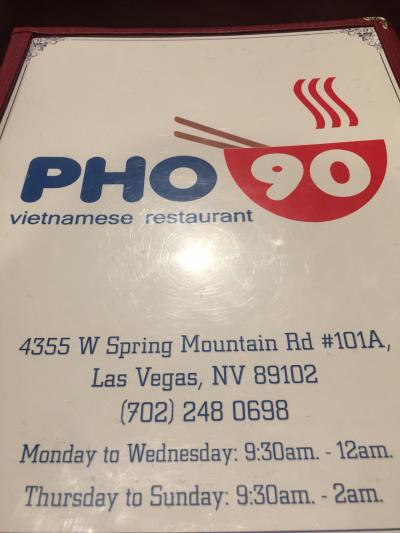 PHO 90
vietnamese restaurant
4355 W Spring Mountain Rd #101A,
Las Vegas, NV 89102
(702) 248 0698
Monday to Wednesday: 9:30am. - 12am.
Thursday to Sunday: 9:30am. - 2am.